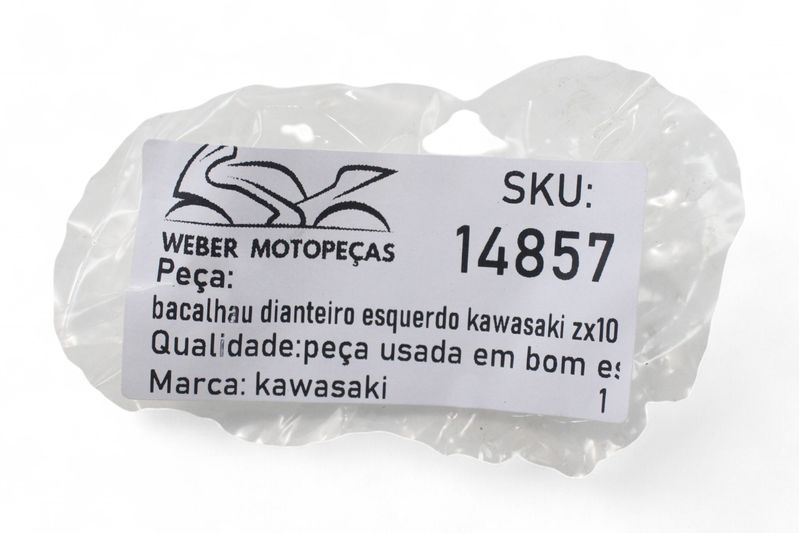 SKU:
14857
WEBER MOTOPEÇAS
Peça:
bacalhau dianteiro esquerdo kawasaki zx10
Qualidade:peça usada em bom es
Marca: kawasaki
1